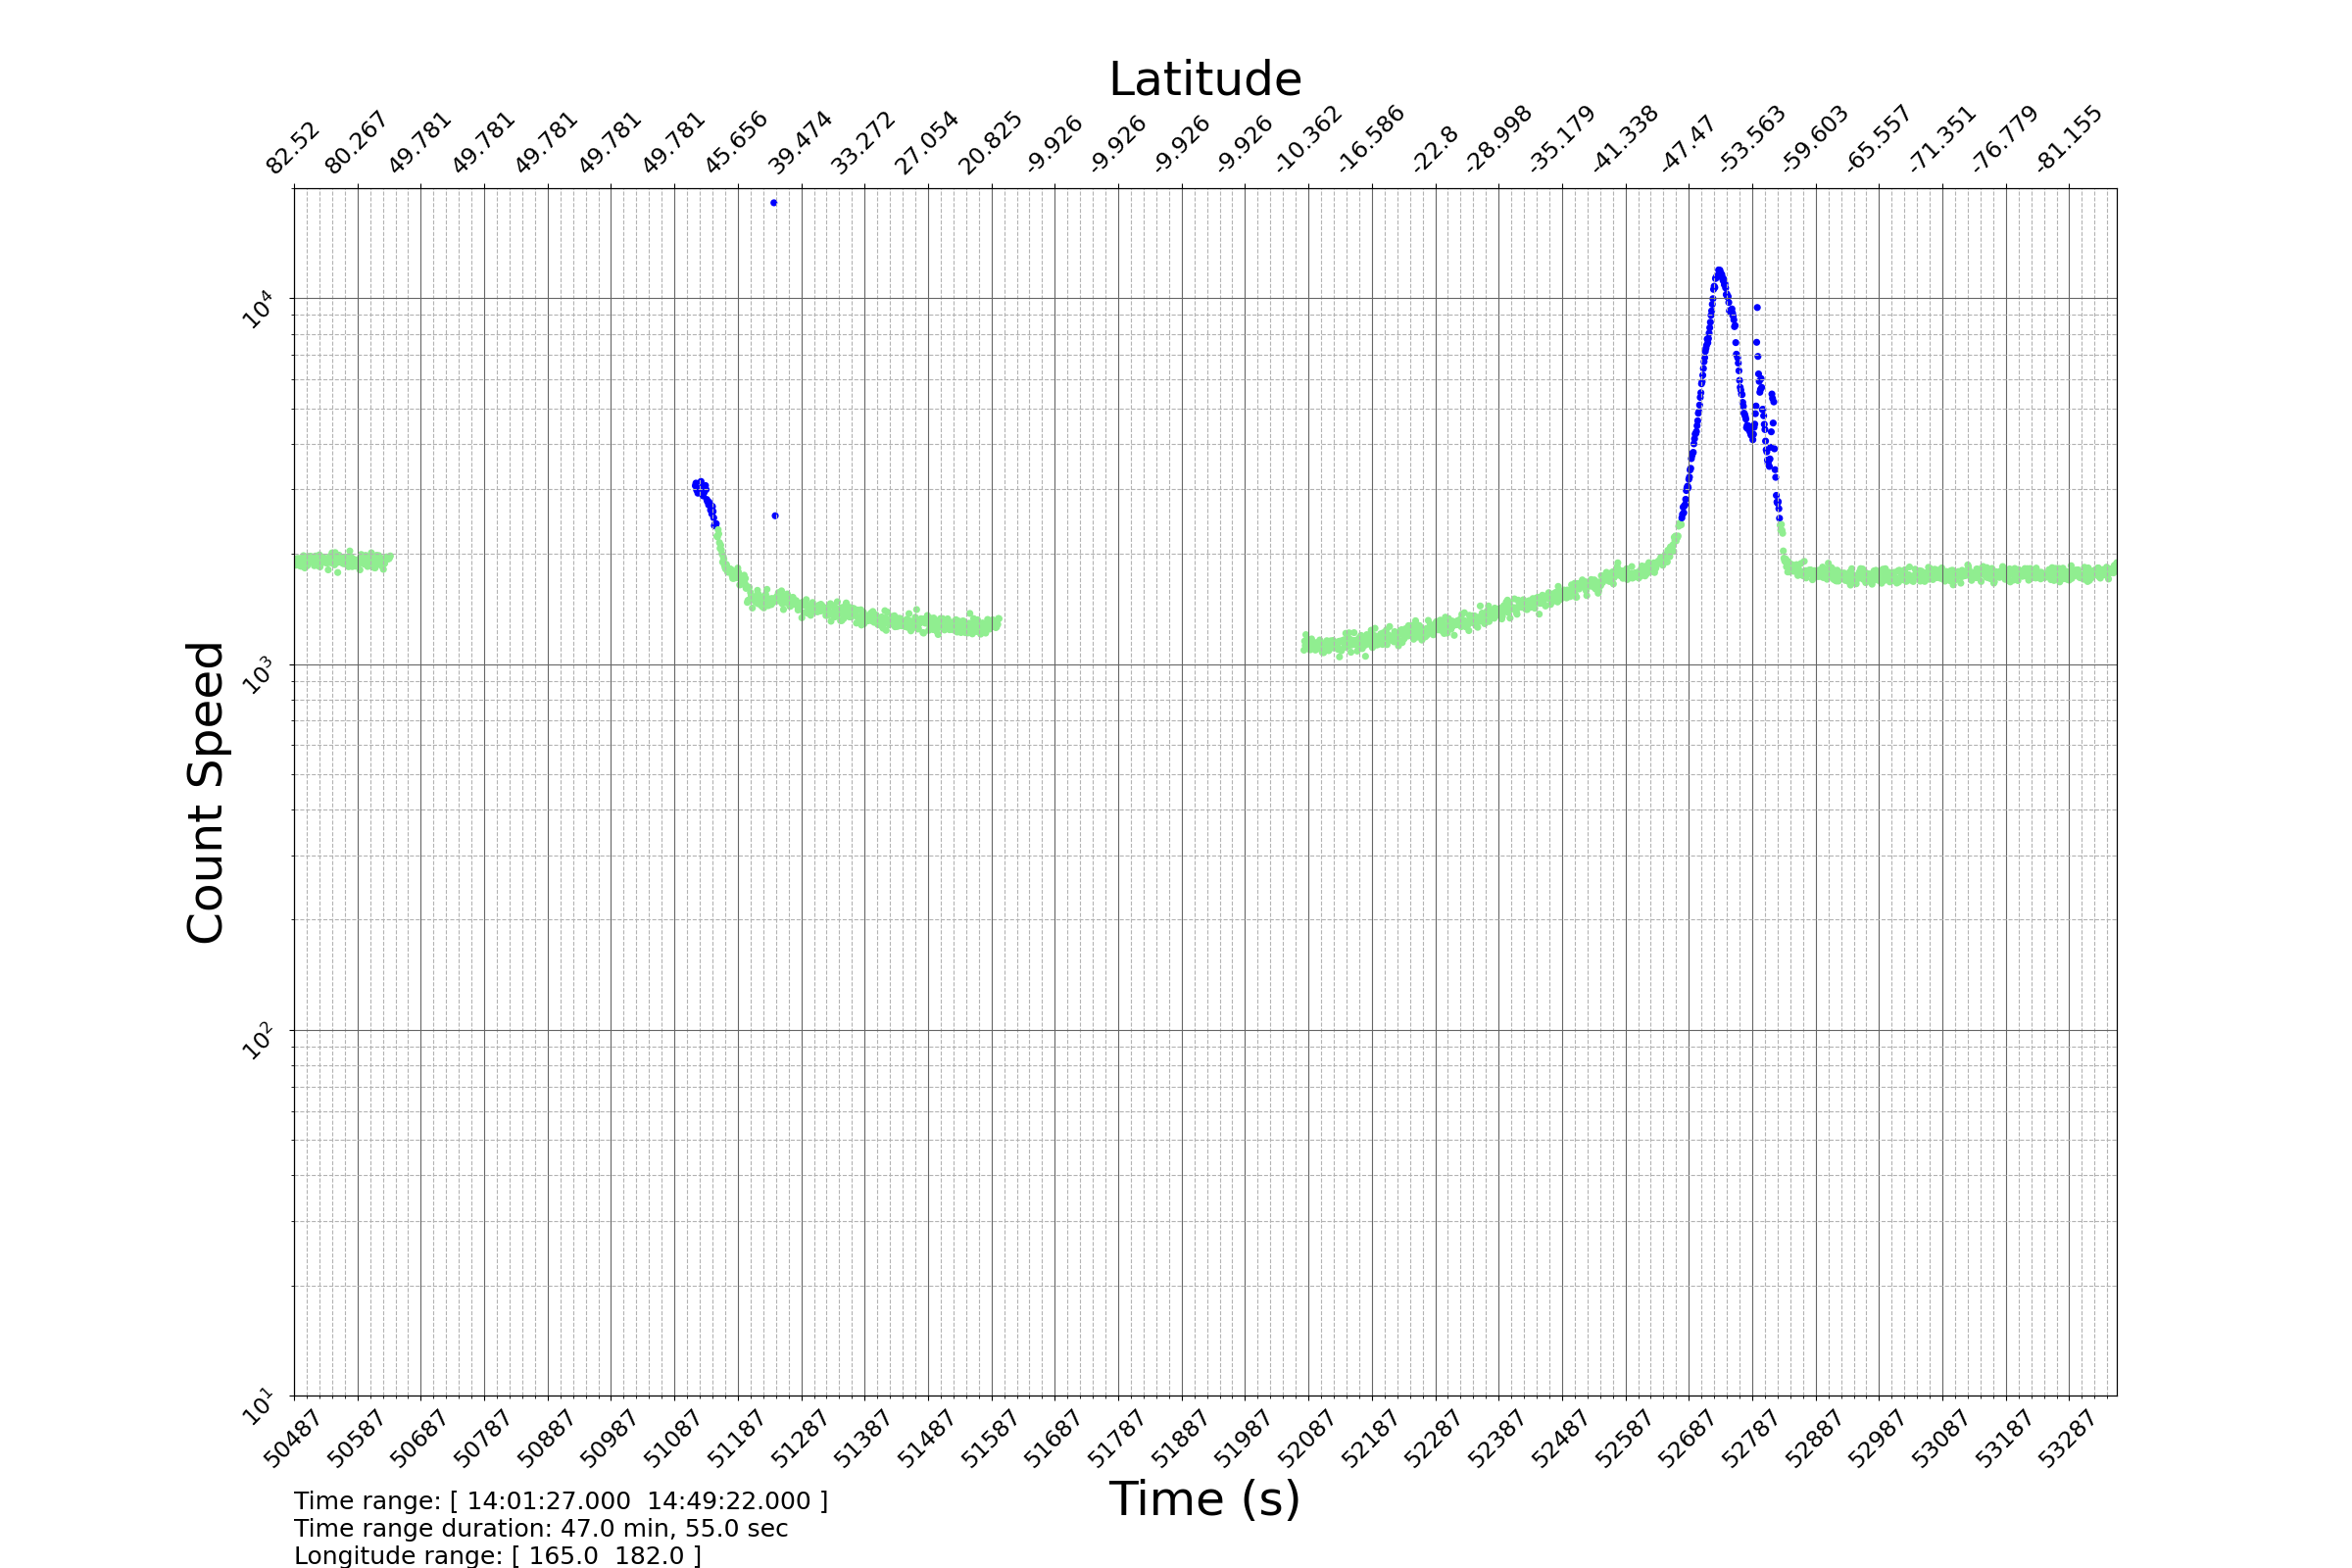 Latitude
82.52 80.267 49.781 49.781 49.781 49.781 49.781 45.656 39.474 33.272 27.054 20.825 -9.926 -9.926 -9.926 -9.926 -10.362 -16.586 -22.8 -28.998 -35.179 -41.338 -47.47 -53.563 -59.603 -65.557 -71.351 -76.779 -81.155
10^4
10^3
Count Speed
10^2
10^1
50487 50587 50687 50787 50887 50987 51087 51187 51287 51387 51487 51587 51687 51787 51887 51987 52087 52187 52287 52387 52487 52587 52687 52787 52887 52987 53087 53187 53287
Time (s)
Time range: [ 14:01:27.000  14:49:22.000 ]
Time range duration: 47.0 min, 55.0 sec
Longitude range: [ 165.0  182.0 ]